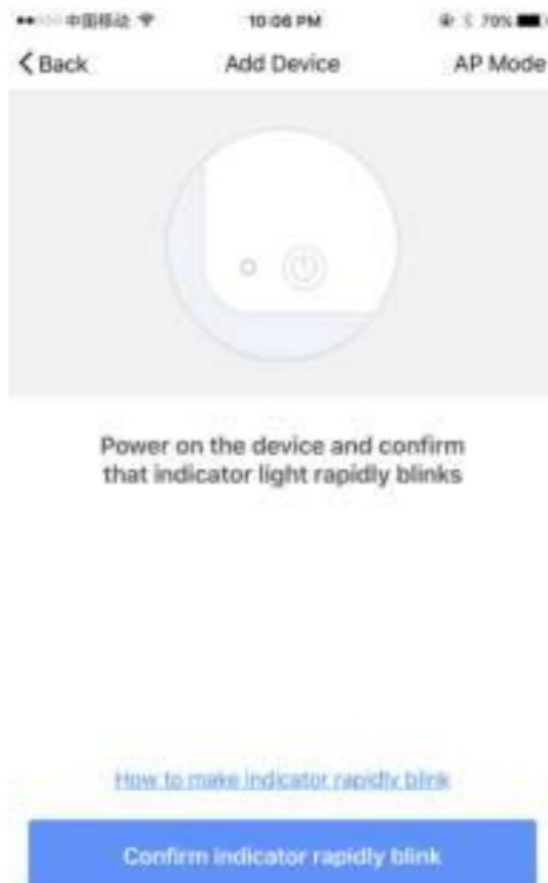 中国移动 10:06 PM 70%
Back Add Device AP Mode
Power on the device and confirm
that indicator light rapidly blinks
How to make indicator rapidly blink
Confirm indicator rapidly blink